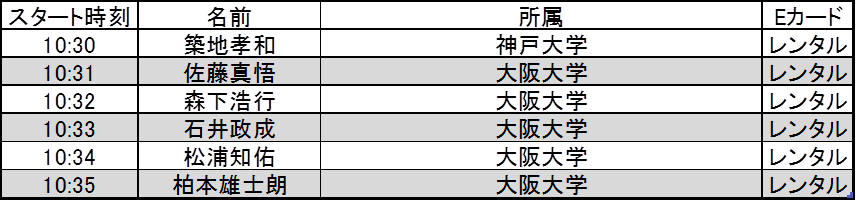 スタート時刻 名前 所属 Eカード
10:30 築地孝和 神戸大学 レンタル
10:31 佐藤真悟 大阪大学 レンタル
10:32 森下浩行 大阪大学 レンタル
10:33 石井政成 大阪大学 レンタル
10:34 松浦知佑 大阪大学 レンタル
10:35 柏本雄士朗 大阪大学 レンタル